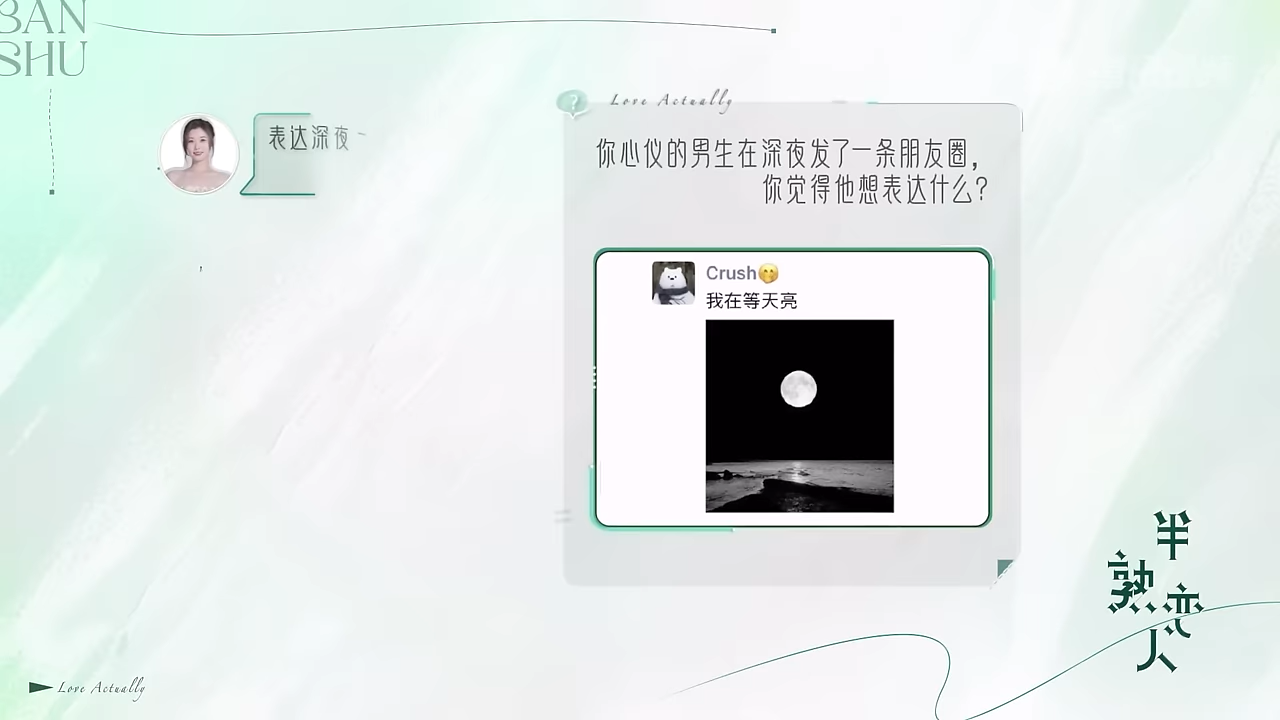 BAN
SHU
表达深夜~
Love Actually
你心仪的男生在深夜发了一条朋友圈，
你觉得他想表达什么？
Crush🤭
我在等天亮
半熟恋人
Love Actually